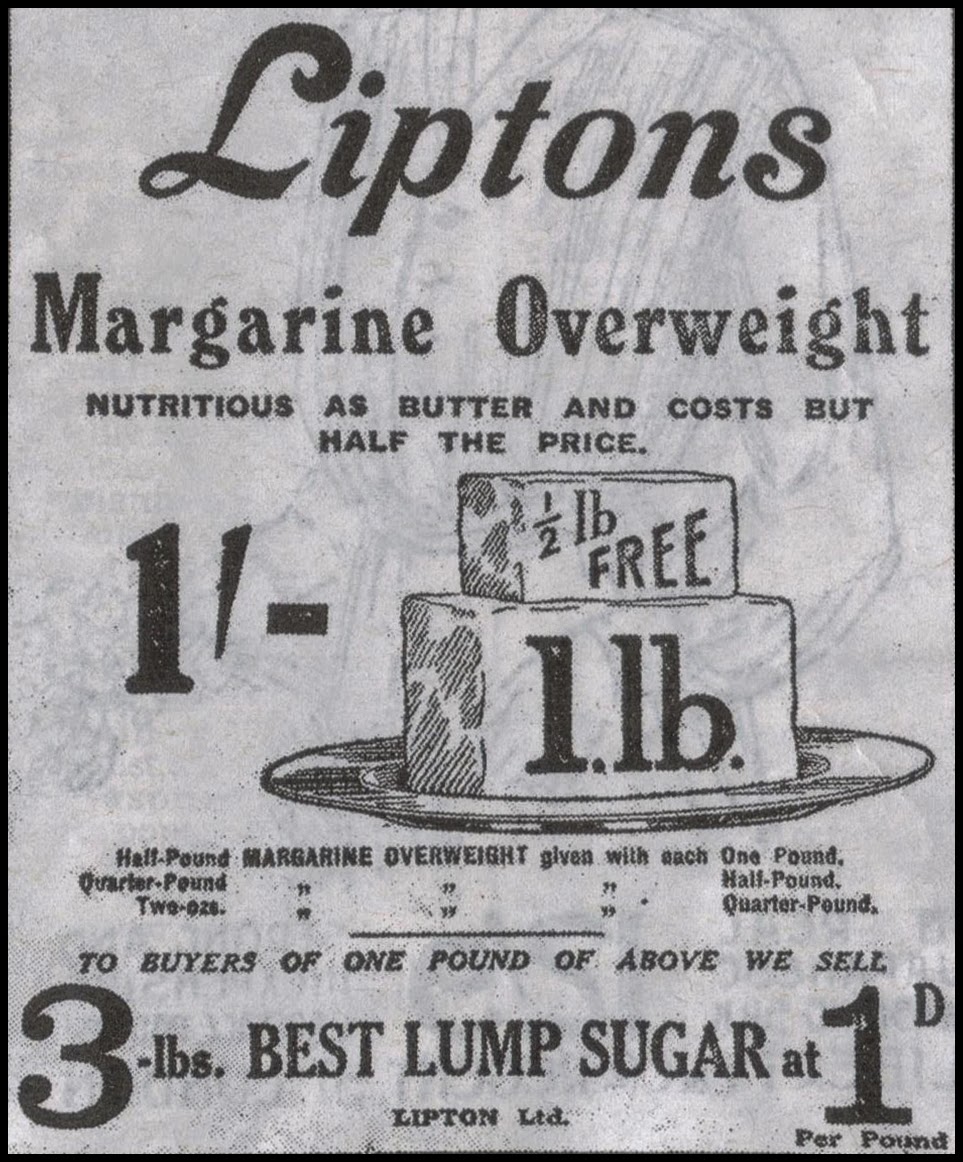 Liptons
Margarine Overweight
NUTRITIOUS AS BUTTER AND COSTS BUT
HALF THE PRICE.
1/-
½ lb
FREE
1.lb.
Half-Pound MARGARINE OVERWEIGHT given with each One Pound.
Quarter-Pound " " " Half-Pound.
Two-ozs. " " " Quarter-Pound.
TO BUYERS OF ONE POUND OF ABOVE WE SELL
3-lbs. BEST LUMP SUGAR at 1D
LIPTON Ltd.
Per Pound